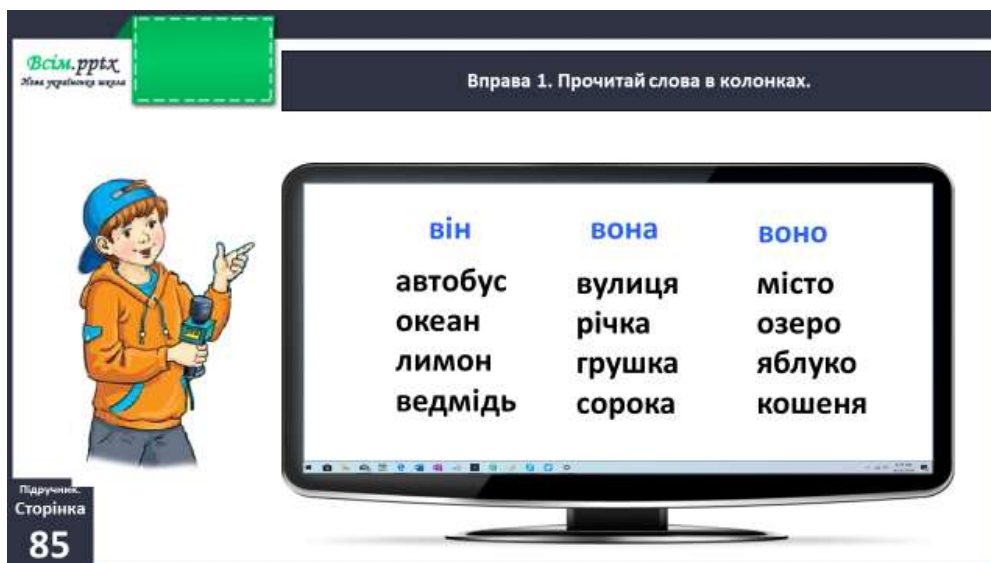 Всім.pptx
Нова українська школа
Вправа 1. Прочитай слова в колонках.
він вона воно
автобус вулиця місто
океан річка озеро
лимон грушка яблуко
ведмідь сорока кошеня
Підручник.
Сторінка
85